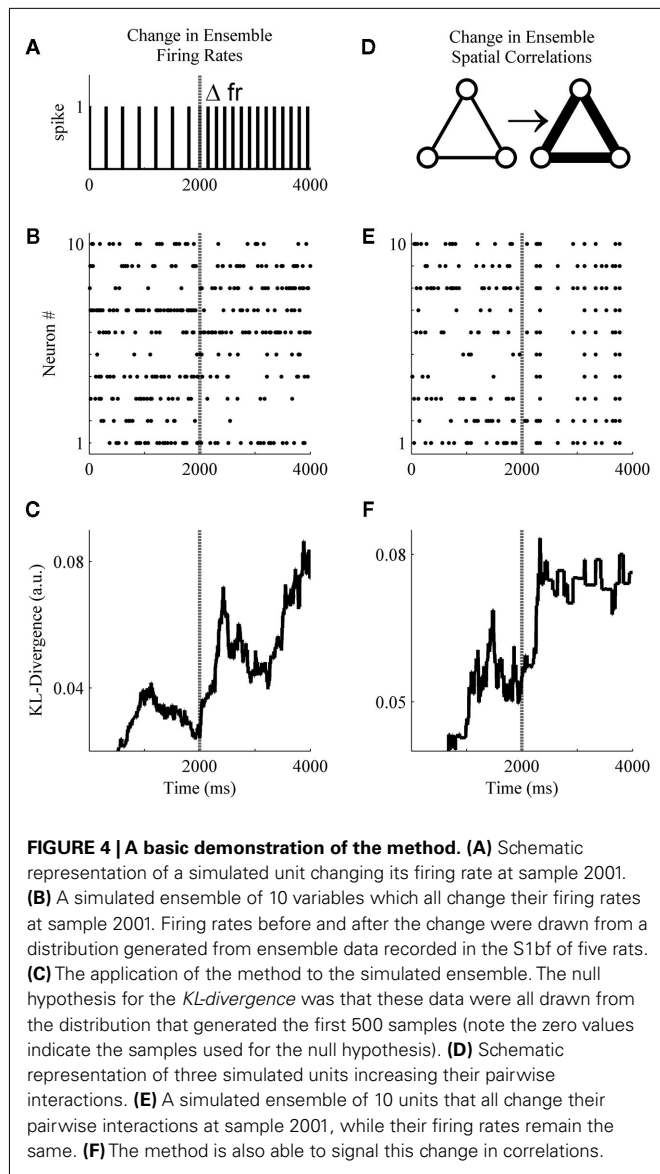 A
Change in Ensemble
Firing Rates
spike
1
Δ fr
0
2000
4000
D
Change in Ensemble
Spatial Correlations
B
Neuron #
10
1
0
2000
4000
E
10
1
0
2000
4000
C
KL-Divergence (a.u.)
0.08
0.04
0
2000
4000
Time (ms)
F
0.08
0.05
0
2000
4000
Time (ms)
FIGURE 4 | A basic demonstration of the method. (A) Schematic
representation of a simulated unit changing its firing rate at sample 2001.
(B) A simulated ensemble of 10 variables which all change their firing rates
at sample 2001. Firing rates before and after the change were drawn from a
distribution generated from ensemble data recorded in the S1bf of five rats.
(C) The application of the method to the simulated ensemble. The null
hypothesis for the KL-divergence was that these data were all drawn from
the distribution that generated the first 500 samples (note the zero values
indicate the samples used for the null hypothesis). (D) Schematic
representation of three simulated units increasing their pairwise
interactions. (E) A simulated ensemble of 10 units that all change their
pairwise interactions at sample 2001, while their firing rates remain the
same. (F) The method is also able to signal this change in correlations.